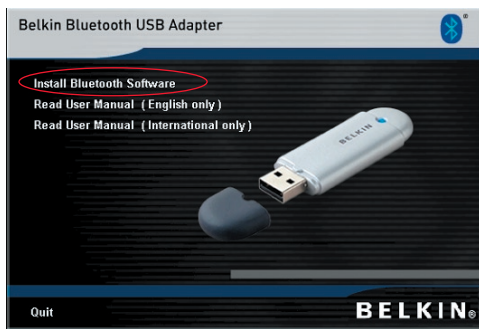 Belkin Bluetooth USB Adapter
®
Install Bluetooth Software
Read User Manual ( English only )
Read User Manual ( International only )
BELKIN
Quit
BELKIN®